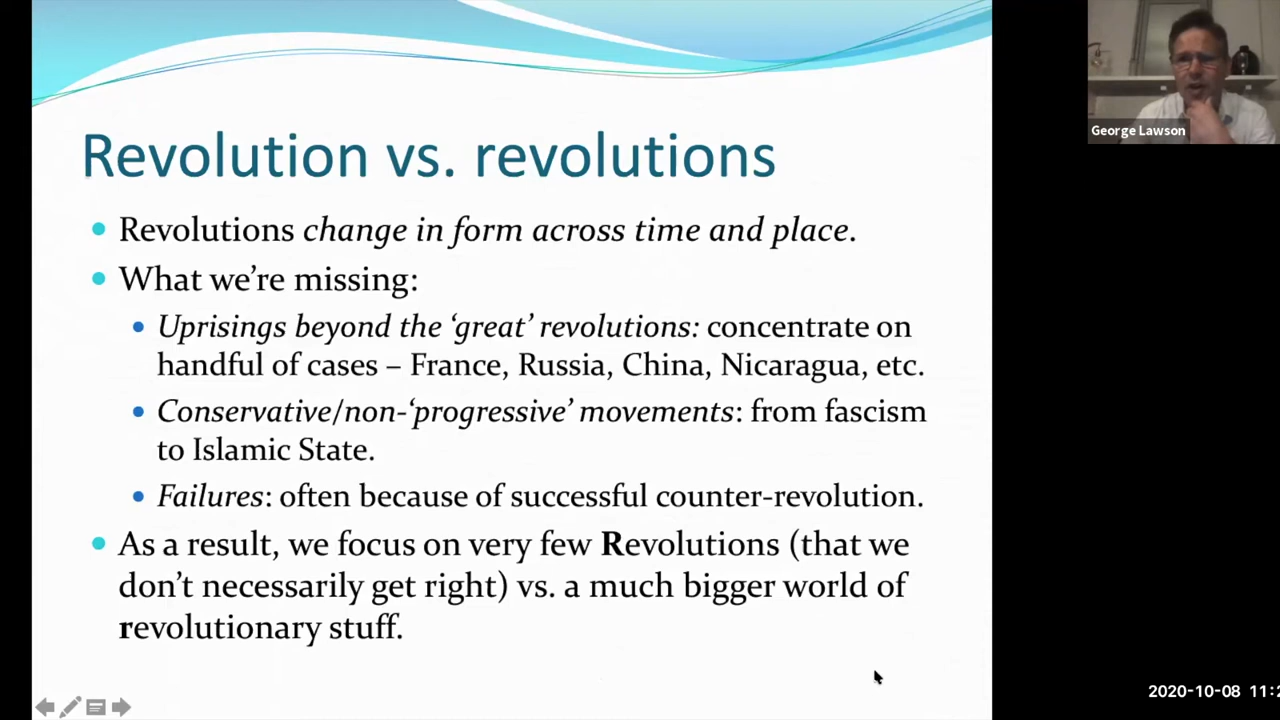 Revolution vs. revolutions
Revolutions change in form across time and place.
What we're missing:
Uprisings beyond the 'great' revolutions: concentrate on
handful of cases – France, Russia, China, Nicaragua, etc.
Conservative/non-'progressive' movements: from fascism
to Islamic State.
Failures: often because of successful counter-revolution.
As a result, we focus on very few Revolutions (that we
don't necessarily get right) vs. a much bigger world of
revolutionary stuff.
George Lawson
2020-10-08 11:2